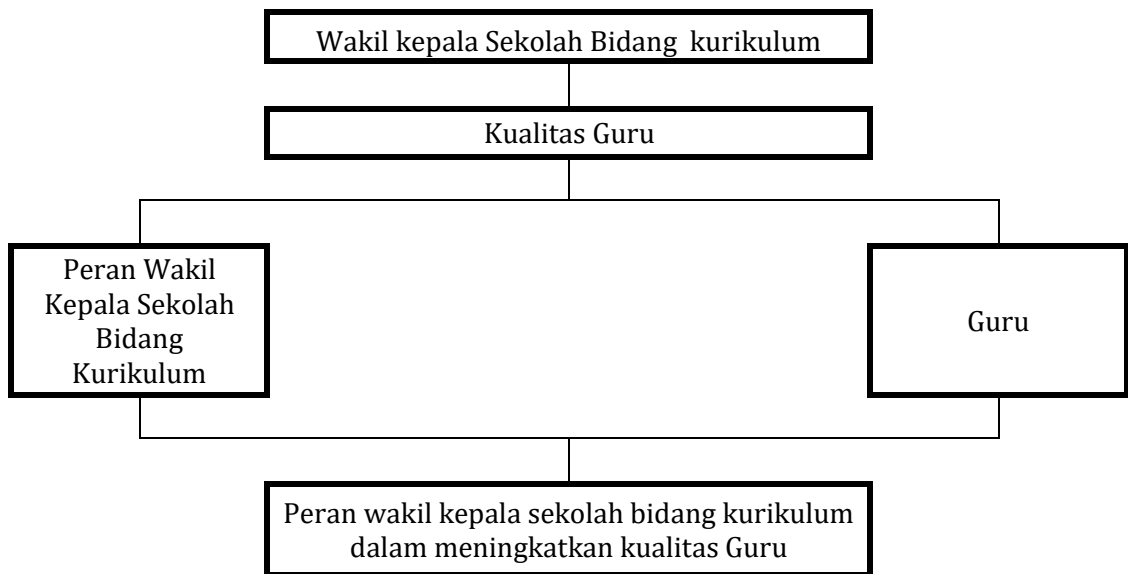 Wakil kepala Sekolah Bidang kurikulum
Kualitas Guru
Peran Wakil
Kepala Sekolah
Bidang
Kurikulum
Guru
Peran wakil kepala sekolah bidang kurikulum
dalam meningkatkan kualitas Guru